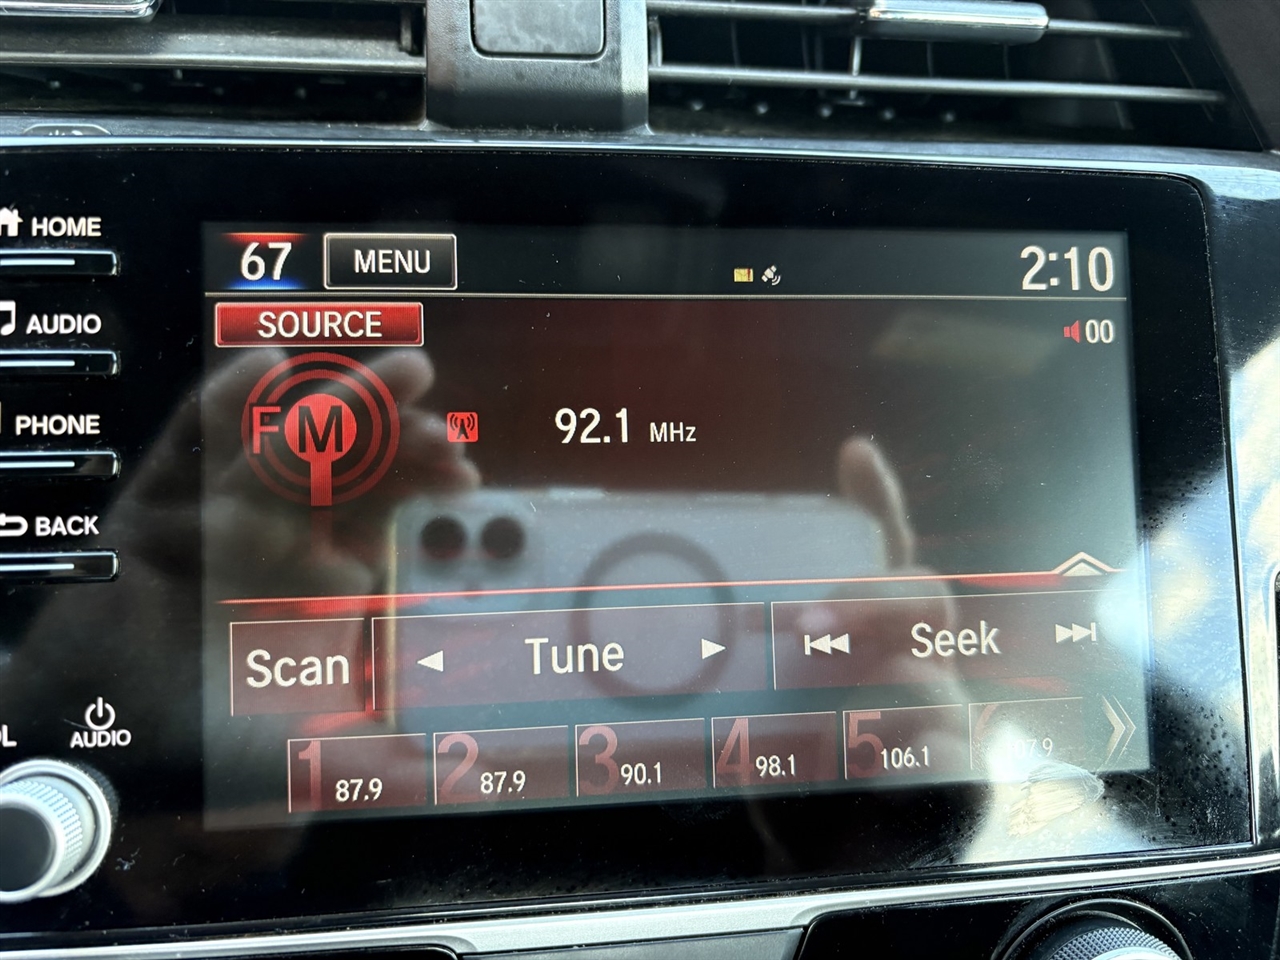 HOME
AUDIO
PHONE
BACK
AUDIO
67 MENU 2:10
SOURCE
00
FM 92.1 MHz
Scan Tune Seek
1 87.9 2 87.9 3 90.1 4 98.1 5 106.1